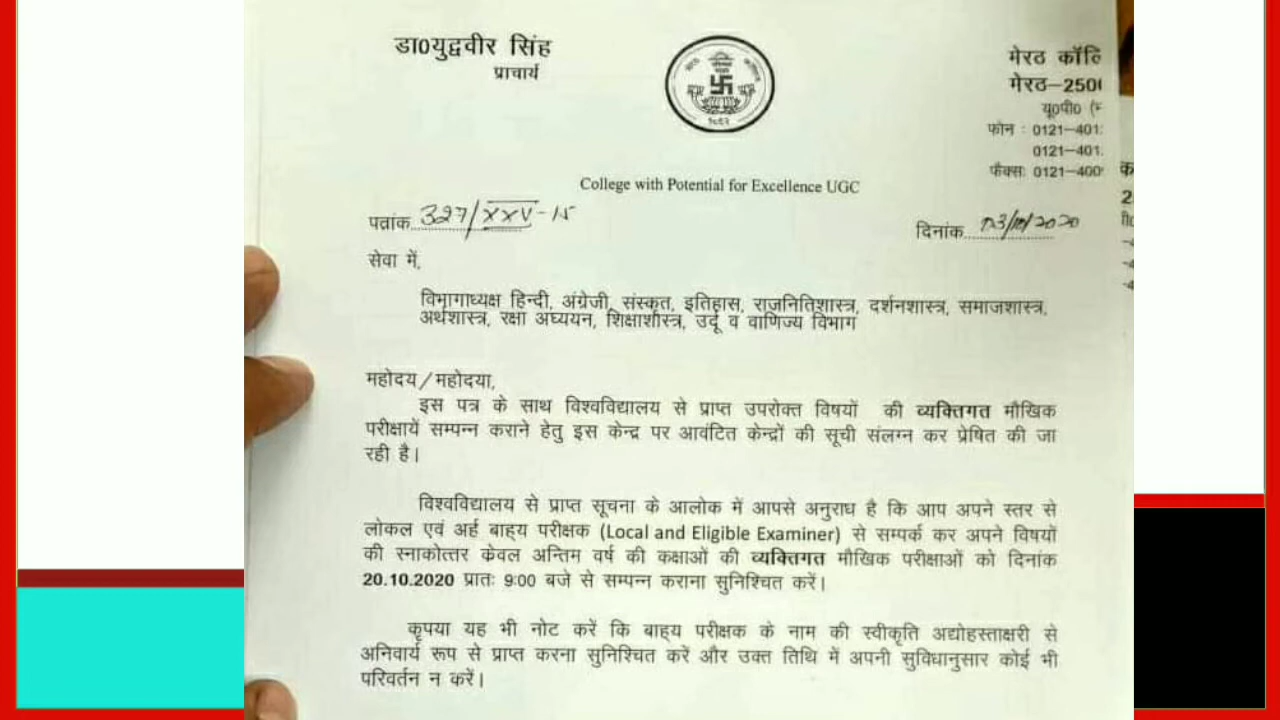 डा0युद्ववीर सिंह
प्राचार्य
College with Potential for Excellence UGC
मेरठ कॉलि
मेरठ–250
यू0पी0
फोन : 0121–401
0121–401
फैक्सः 0121–400
पत्रांक 327/XXV-15
दिनांक 03/10/2020
सेवा में,
विभागाध्यक्ष हिन्दी, अंग्रेजी, संस्कृत, इतिहास, राजनितिशास्त्र, दर्शनशास्त्र, समाजशास्त्र,
अर्थशास्त्र, रक्षा अघ्ययन, शिक्षाशास्त्र, उर्दू व वाणिज्य विभाग
महोदय/महोदया,
इस पत्र के साथ विश्वविद्यालय से प्राप्त उपरोक्त विषयों की व्यक्तिगत मौखिक
परीक्षायें सम्पन्न कराने हेतु इस केन्द्र पर आवंटित केन्द्रों की सूची संलग्न कर प्रेषित की जा
रही है।
विश्वविद्यालय से प्राप्त सूचना के आलोक में आपसे अनुराध है कि आप अपने स्तर से
लोकल एवं अर्ह बाह्य परीक्षक (Local and Eligible Examiner) से सम्पर्क कर अपने विषयों
की स्नाकोत्तर केवल अन्तिम वर्ष की कक्षाओं की व्यक्तिगत मौखिक परीक्षाओं को दिनांक
20.10.2020 प्रातः 9:00 बजे से सम्पन्न कराना सुनिश्चित करें।
कृपया यह भी नोट करें कि बाह्य परीक्षक के नाम की स्वीकृति अद्योहस्ताक्षरी से
अनिवार्य रूप से प्राप्त करना सुनिश्चित करें और उक्त तिथि में अपनी सुविधानुसार कोई भी
परिवर्तन न करें।